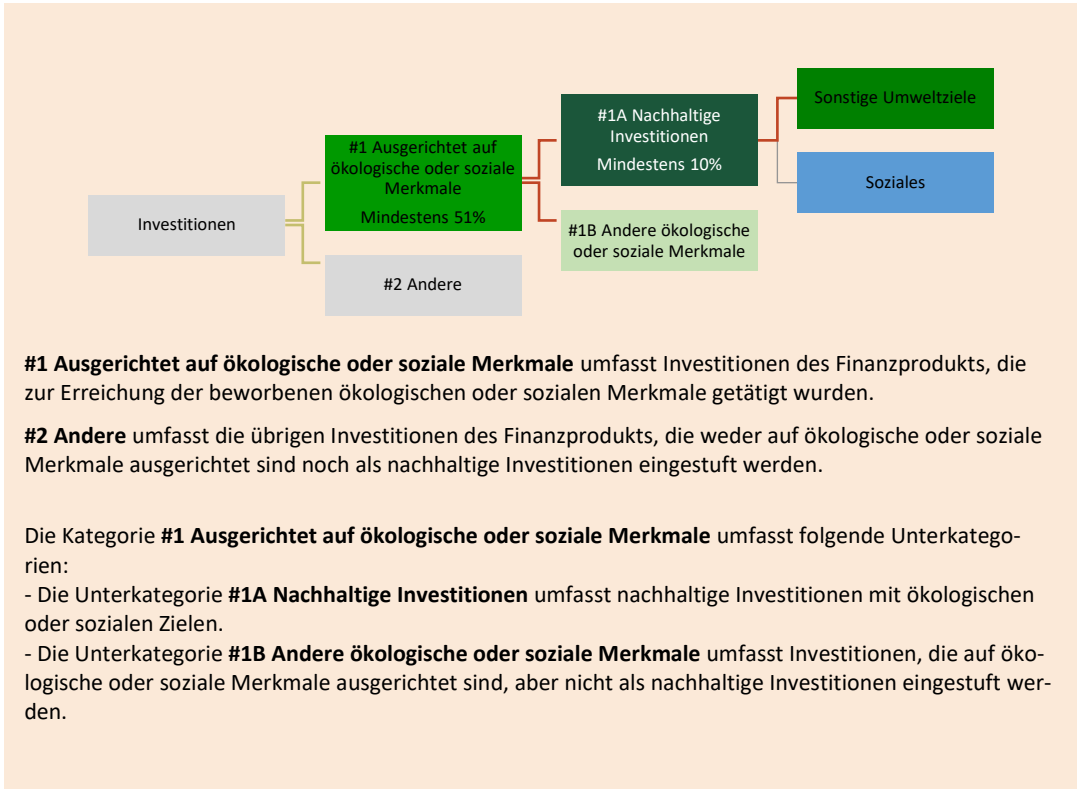 Investitionen
#1 Ausgerichtet auf
ökologische oder soziale
Merkmale
Mindestens 51%
#2 Andere
#1A Nachhaltige
Investitionen
Mindestens 10%
#1B Andere ökologische
oder soziale Merkmale
Sonstige Umweltziele
Soziales
#1 Ausgerichtet auf ökologische oder soziale Merkmale umfasst Investitionen des Finanzprodukts, die
zur Erreichung der beworbenen ökologischen oder sozialen Merkmale getätigt wurden.
#2 Andere umfasst die übrigen Investitionen des Finanzprodukts, die weder auf ökologische oder soziale
Merkmale ausgerichtet sind noch als nachhaltige Investitionen eingestuft werden.
Die Kategorie #1 Ausgerichtet auf ökologische oder soziale Merkmale umfasst folgende Unterkatego-
rien:
- Die Unterkategorie #1A Nachhaltige Investitionen umfasst nachhaltige Investitionen mit ökologischen
oder sozialen Zielen.
- Die Unterkategorie #1B Andere ökologische oder soziale Merkmale umfasst Investitionen, die auf öko-
logische oder soziale Merkmale ausgerichtet sind, aber nicht als nachhaltige Investitionen eingestuft wer-
den.